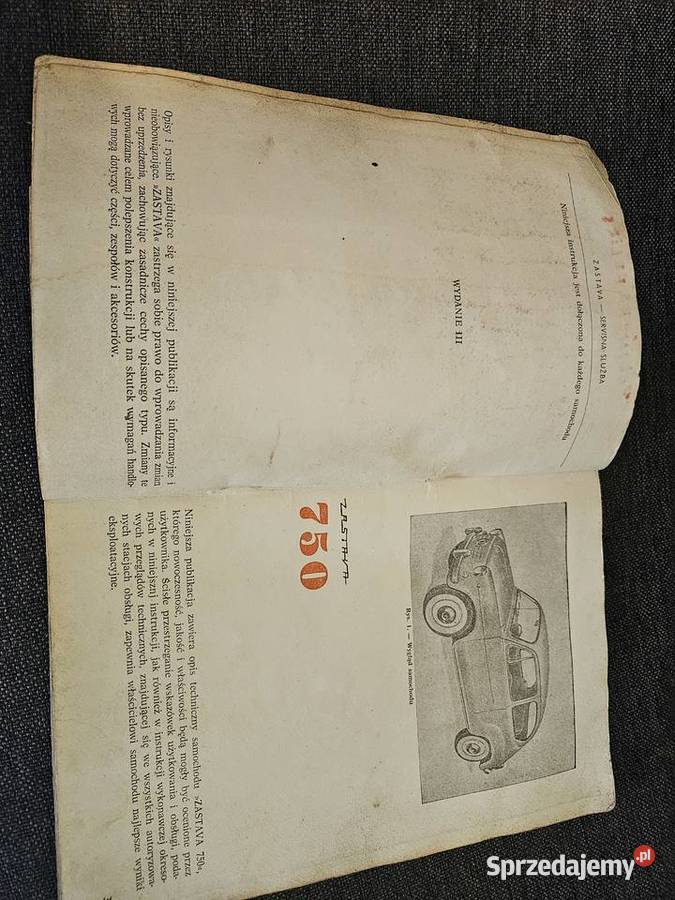 ZASTAVA — SERVISNA SLUŽBA
Niniejsza instrukcja jest dołączona do każdego samochodu
WYDANIE III
Opisy i rysunki znajdujące się w niniejszej publikacji są informacyjne i
nieobowiązujące. »ZASTAVA« zastrzega sobie prawo do wprowadzania zmian
bez uprzedzenia, zachowując zasadnicze cechy opisanego typu. Zmiany te
wprowadzane celem polepszenia konstrukcji lub na skutek wymagań handlo-
wych mogą dotyczyć części, zespołów i akcesoriów.
Rys. 1. — Wygląd samochodu
ZASTAVA
750
Niniejsza publikacja zawiera opis techniczny samochodu »ZASTAVA 750«,
którego nowoczesność, jakość i właściwości będą mogły być ocenione przez
użytkownika. Ścisłe przestrzeganie wskazówek użytkowania i obsługi, poda-
nych w niniejsznj instrukcji, jak również w instrukcji wykonawczej okreso-
wych przeglądów technicznych, znajdującej się we wszystkich autoryzowa-
nych stacjach obsługi, zapewnia właścicielowi samochodu najlepsze wyniki
eksploatacyjne.
Sprzedajemy.pl